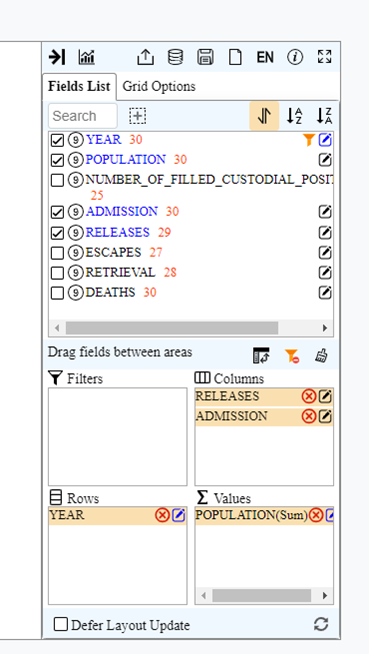 EN
Fields List Grid Options
Search
YEAR 30
POPULATION 30
NUMBER_OF_FILLED_CUSTODIAL_POSI
25
ADMISSION 30
RELEASES 29
ESCAPES 27
RETRIEVAL 28
DEATHS 30
Drag fields between areas
Filters
Columns
RELEASES
ADMISSION
Rows
YEAR
Values
POPULATION(Sum)
Defer Layout Update